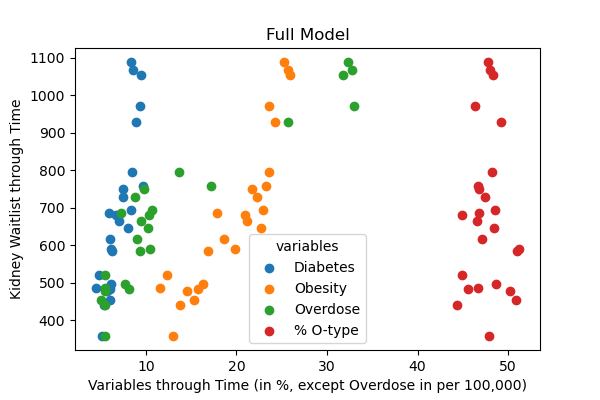 Full Model
Kidney Waitlist through Time
1100
1000
900
800
700
600
500
400
variables
Diabetes
Obesity
Overdose
% O-type
10
20
30
40
50
Variables through Time (in %, except Overdose in per 100,000)